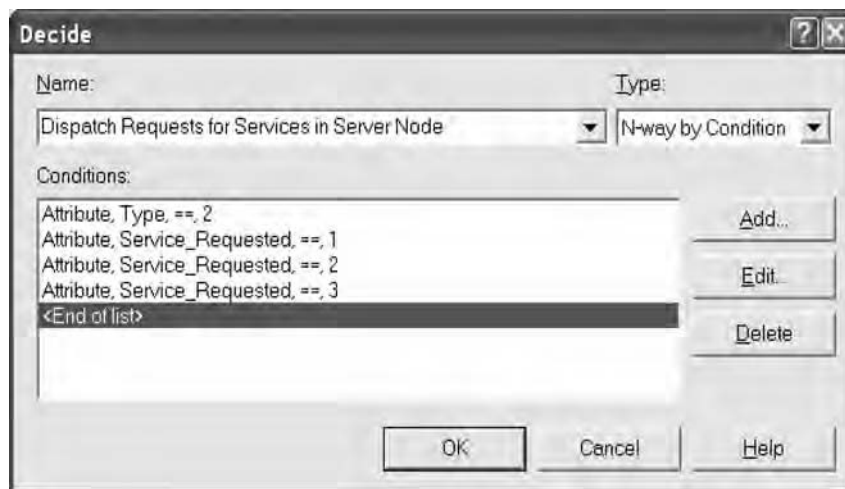 Decide
Name: Type:
Dispatch Requests for Services in Server Node N-way by Condition
Conditions:
Attribute, Type, ==, 2
Attribute, Service_Requested, ==, 1
Attribute, Service_Requested, ==, 2
Attribute, Service_Requested, ==, 3
<End of list>
Add...
Edit...
Delete
OK Cancel Help